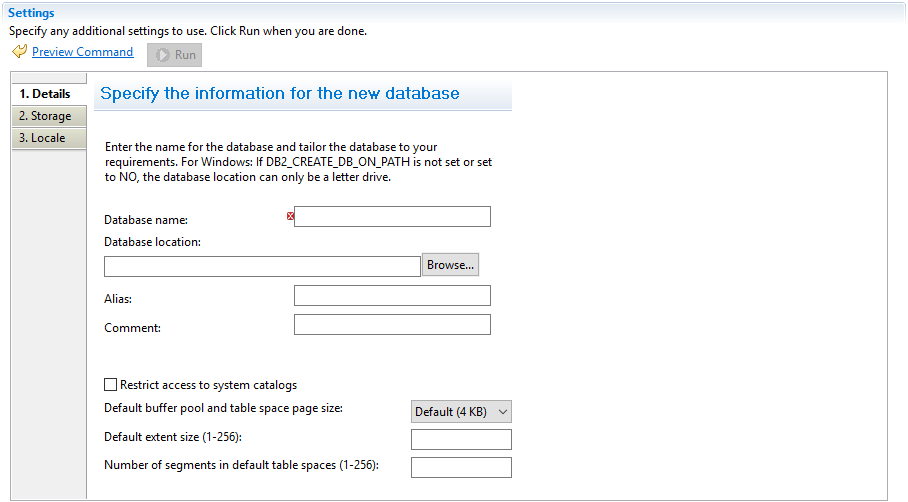 Settings
Specify any additional settings to use. Click Run when you are done.
Preview Command
Run
1. Details
2. Storage
3. Locale
Specify the information for the new database
Enter the name for the database and tailor the database to your
requirements. For Windows: If DB2_CREATE_DB_ON_PATH is not set or set
to NO, the database location can only be a letter drive.
Database name:
Database location:
Browse...
Alias:
Comment:
Restrict access to system catalogs
Default buffer pool and table space page size:
Default (4 KB)
Default extent size (1-256):
Number of segments in default table spaces (1-256):